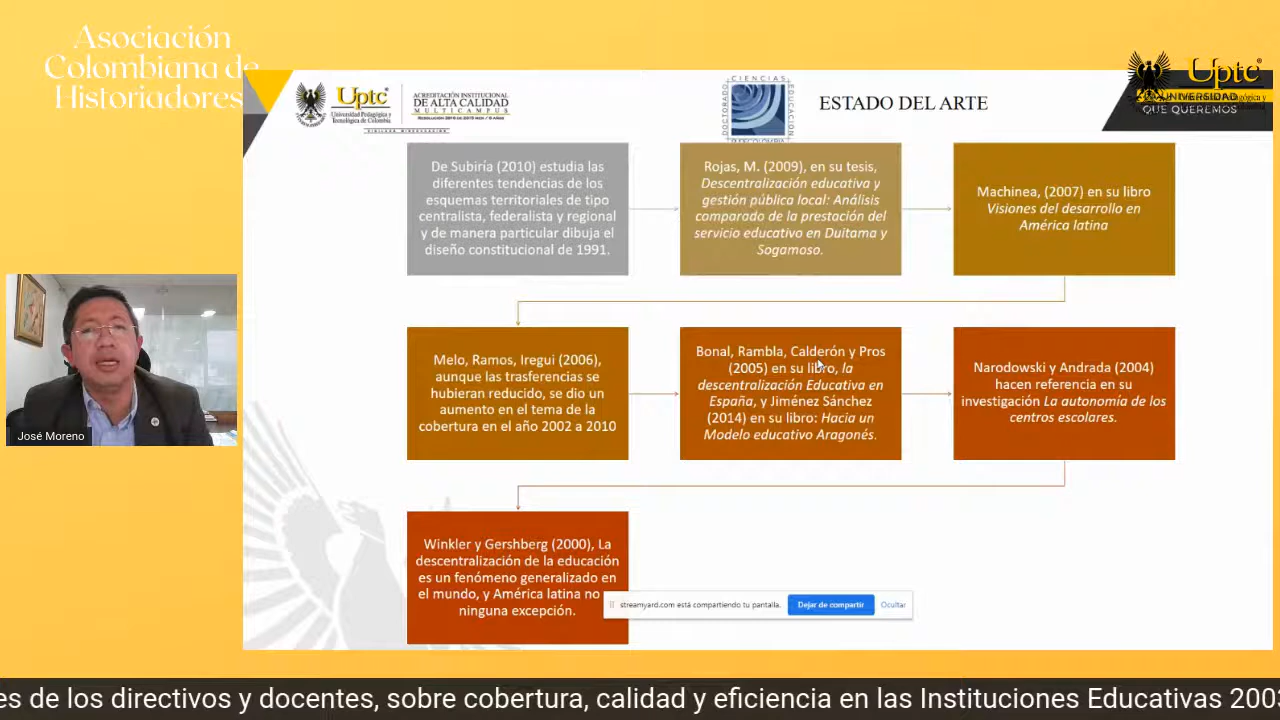 Asociación
Colombiana de
Historiadores
Uptc
Universidad Pedagógica y
Tecnológica de Colombia
ACREDITACIÓN INSTITUCIONAL
DE ALTA CALIDAD
MULTICAMPUS
VIGILADA MINEDUCACIÓN
CIENCIAS
DOCTORADO
EDUCACIÓN
RUDECOLOMBIA
ESTADO DEL ARTE
Uptc
UNIVERSIDAD
QUE QUEREMOS
De Subiría (2010) estudia las
diferentes tendencias de los
esquemas territoriales de tipo
centralista, federalista y regional
y de manera particular dibuja el
diseño constitucional de 1991.
Rojas, M. (2009), en su tesis,
Descentralización educativa y
gestión pública local: Análisis
comparado de la prestación del
servicio educativo en Duitama y
Sogamoso.
Machinea, (2007) en su libro
Visiones del desarrollo en
América latina
Melo, Ramos, Iregui (2006),
aunque las trasferencias se
hubieran reducido, se dio un
aumento en el tema de la
cobertura en el año 2002 a 2010
Bonal, Rambla, Calderón y Pros
(2005) en su libro, la
descentralización Educativa en
España, y Jiménez Sánchez
(2014) en su libro: Hacia un
Modelo educativo Aragonés.
Narodowski y Andrada (2004)
hacen referencia en su
investigación La autonomía de los
centros escolares.
Winkler y Gershberg (2000), La
descentralización de la educación
es un fenómeno generalizado en
el mundo, y América latina no
ninguna excepción.
streamyard.com está compartiendo tu pantalla.
Dejar de compartir
Ocultar
José Moreno
es de los directivos y docentes, sobre cobertura, calidad y eficiencia en las Instituciones Educativas 2003